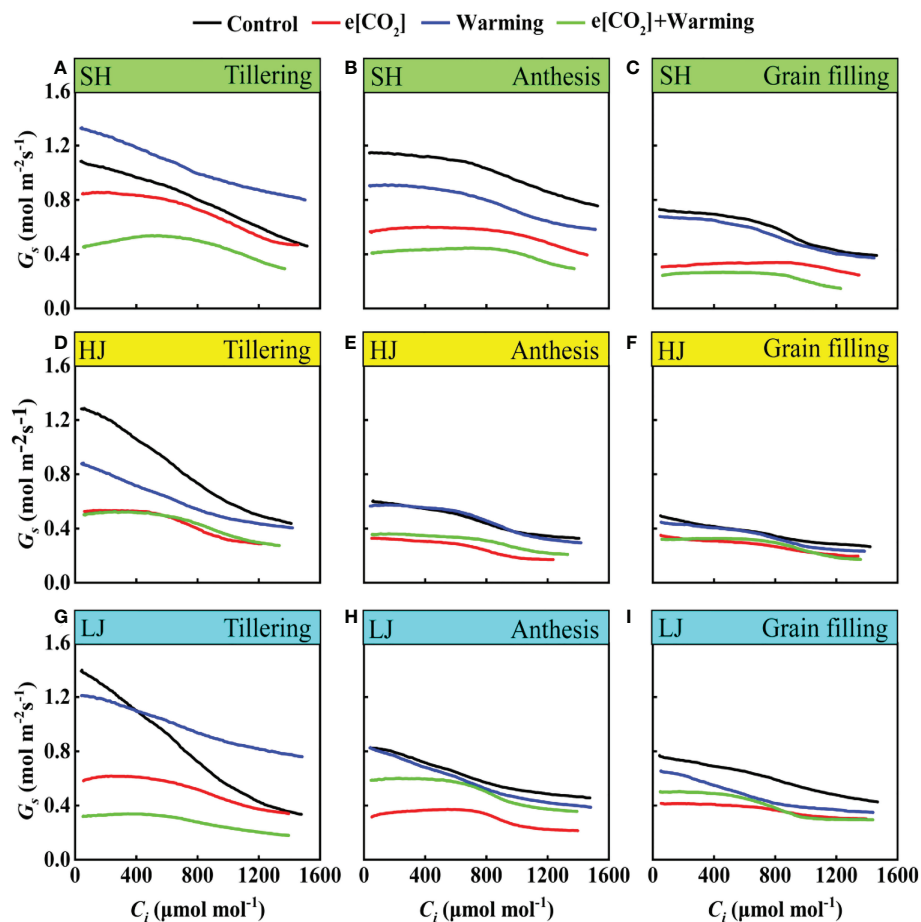 Control e[CO₂] Warming e[CO₂]+Warming
A B C
SH Tillering SH Anthesis SH Grain filling
1.6
1.2
0.8
0.4
0.0
Gs (mol m⁻²s⁻¹)
D E F
HJ Tillering HJ Anthesis HJ Grain filling
1.6
1.2
0.8
0.4
0.0
Gs (mol m⁻²s⁻¹)
G H I
LJ Tillering LJ Anthesis LJ Grain filling
1.6
1.2
0.8
0.4
0.0
Gs (mol m⁻²s⁻¹)
0 400 800 1200 1600 0 400 800 1200 1600 0 400 800 1200 1600
Ci (μmol mol⁻¹) Ci (μmol mol⁻¹) Ci (μmol mol⁻¹)